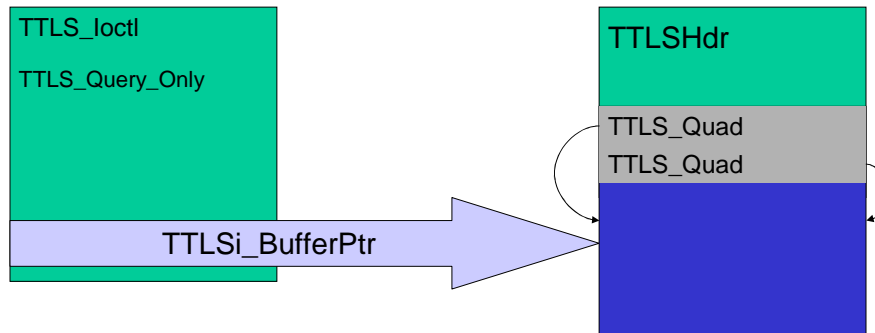 TTLS_Ioctl
TTLS_Query_Only
TTLSi_BufferPtr
TTLSHdr
TTLS_Quad
TTLS_Quad